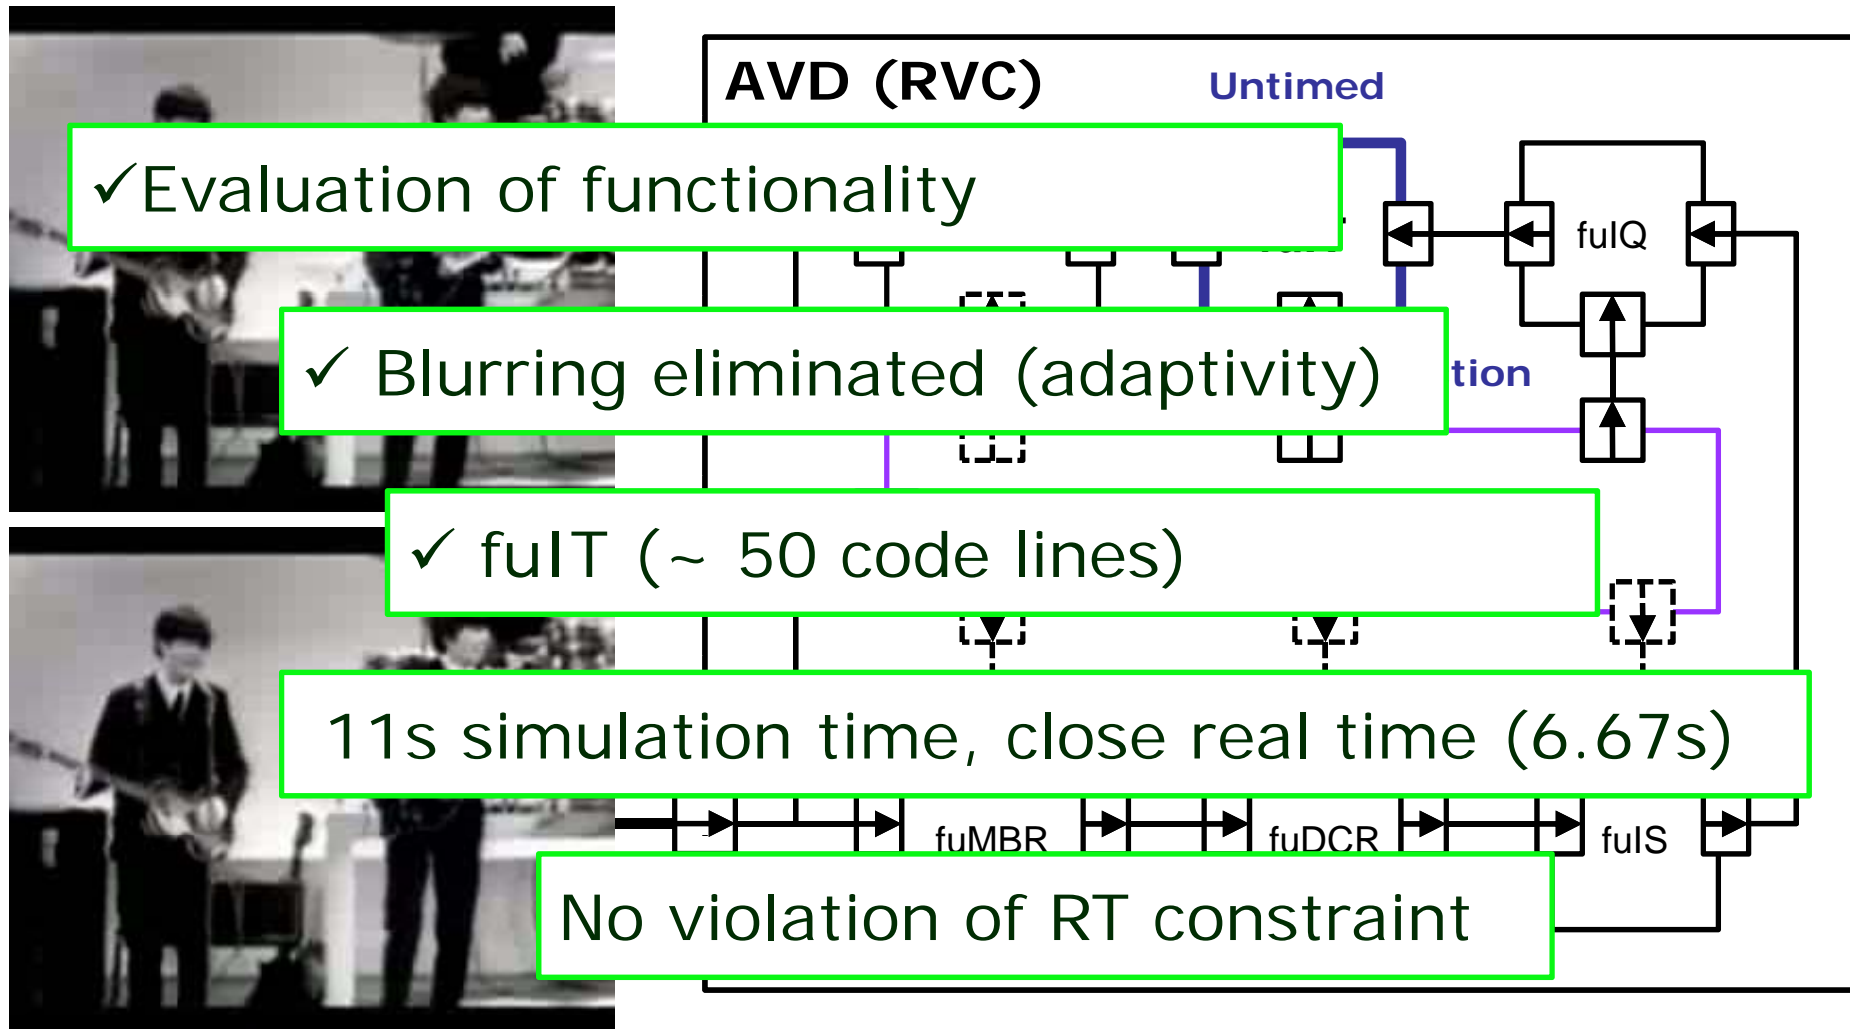 AVD (RVC)
Untimed
✓Evaluation of functionality
fuIQ
✓ Blurring eliminated (adaptivity)
tion
✓ fuIT (~ 50 code lines)
11s simulation time, close real time (6.67s)
fuMBR
fuDCR
fuIS
No violation of RT constraint